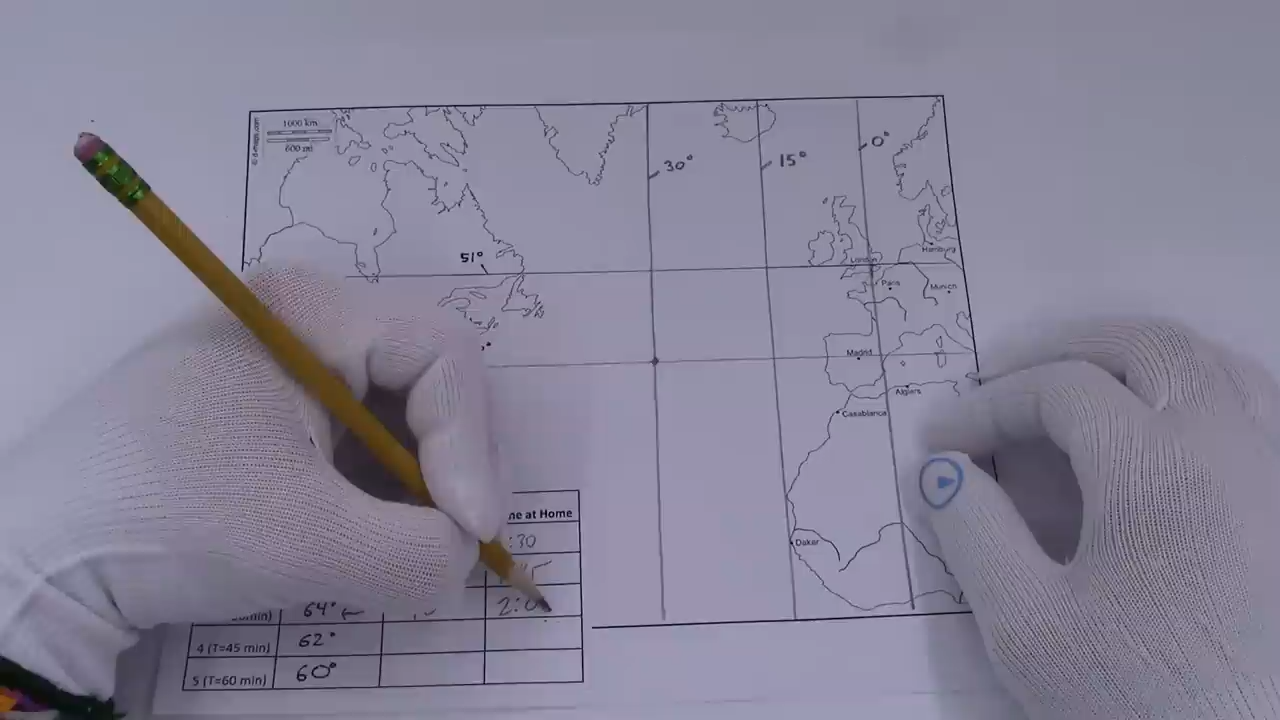 © d-maps.com
1000 km
600 mi
30°
15°
0°
51°
London
Hamburg
Paris
Munich
Madrid
Algiers
Casablanca
Dakar
at Home
:30
64°
2:0
4 (T=45 min) 62°
5 (T=60 min) 60°